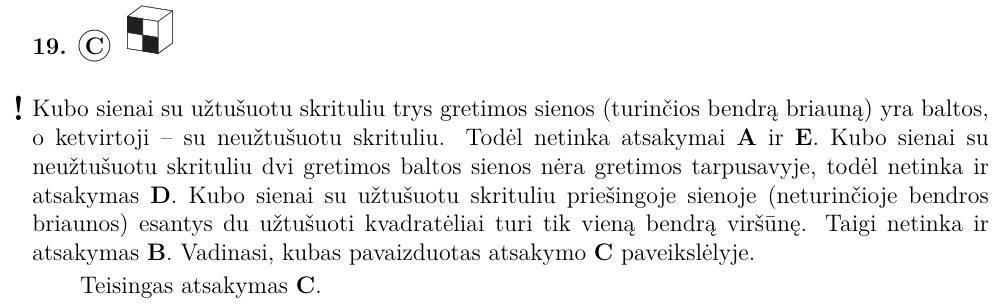 19. C
! Kubo sienai su užtušuotu skrituliu trys gretimos sienos (turinčios bendrą briauną) yra baltos,
o ketvirtoji – su neužtušuotu skrituliu. Todėl netinka atsakymai A ir E. Kubo sienai su
neužtušuotu skrituliu dvi gretimos baltos sienos nėra gretimos tarpusavyje, todėl netinka ir
atsakymas D. Kubo sienai su užtušuotu skrituliu priešingoje sienoje (neturinčioje bendros
briaunos) esantys du užtušuoti kvadratėliai turi tik vieną bendrą viršūnę. Taigi netinka ir
atsakymas B. Vadinasi, kubas pavaizduotas atsakymo C paveikslėlyje.
Teisingas atsakymas C.